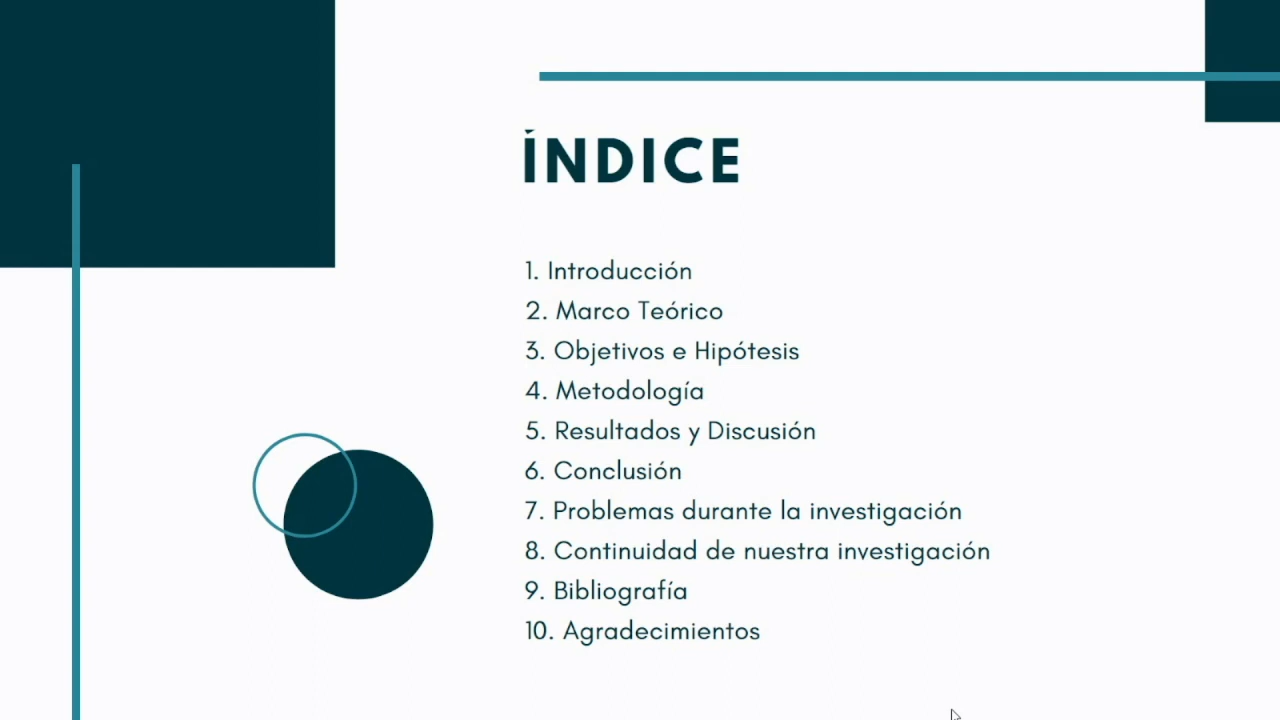 ÍNDICE
1. Introducción
2. Marco Teórico
3. Objetivos e Hipótesis
4. Metodología
5. Resultados y Discusión
6. Conclusión
7. Problemas durante la investigación
8. Continuidad de nuestra investigación
9. Bibliografía
10. Agradecimientos